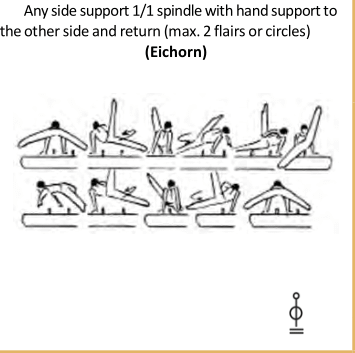 Any side support 1/1 spindle with hand support to
the other side and return (max. 2 flairs or circles)
(Eichorn)